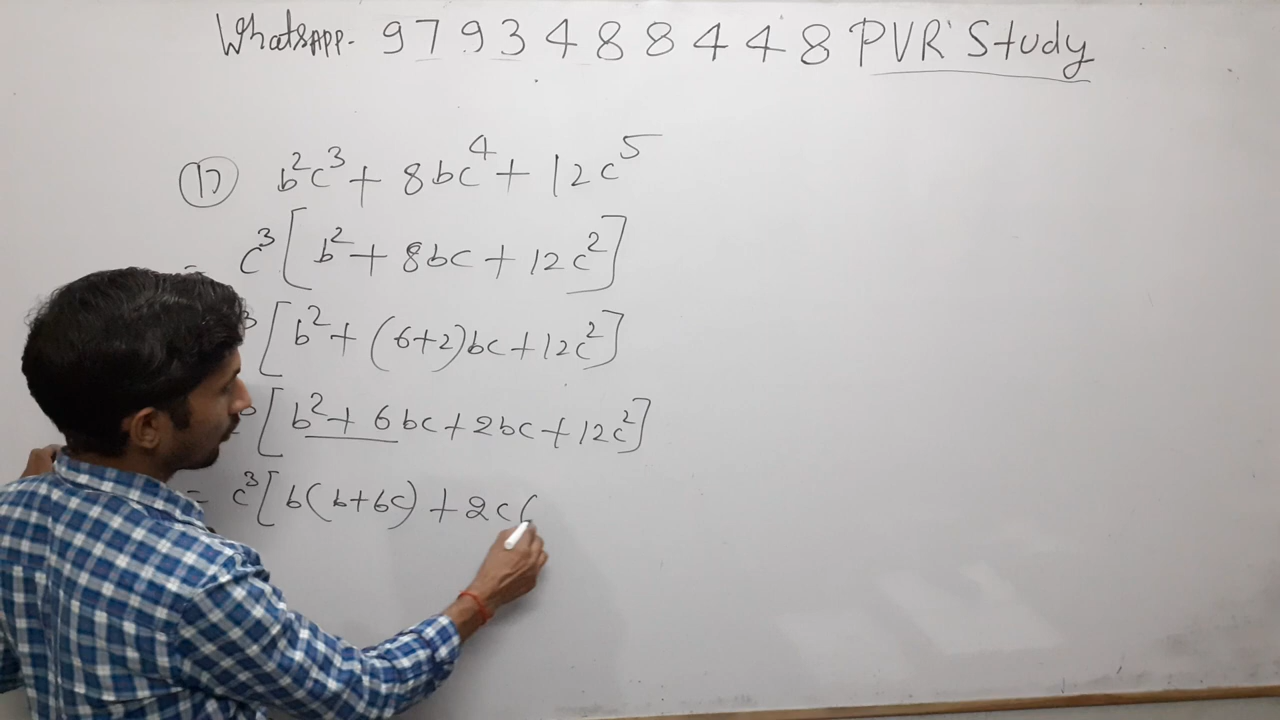 WhatsAPP. 9793488448 PVR Study
17 b²c³ + 8bc⁴ + 12c⁵
= c³ [b² + 8bc + 12c²]
[b² + (6+2)bc + 12c²]
[b² + 6bc + 2bc + 12c²]
= c³ [b(b+6c) + 2c(